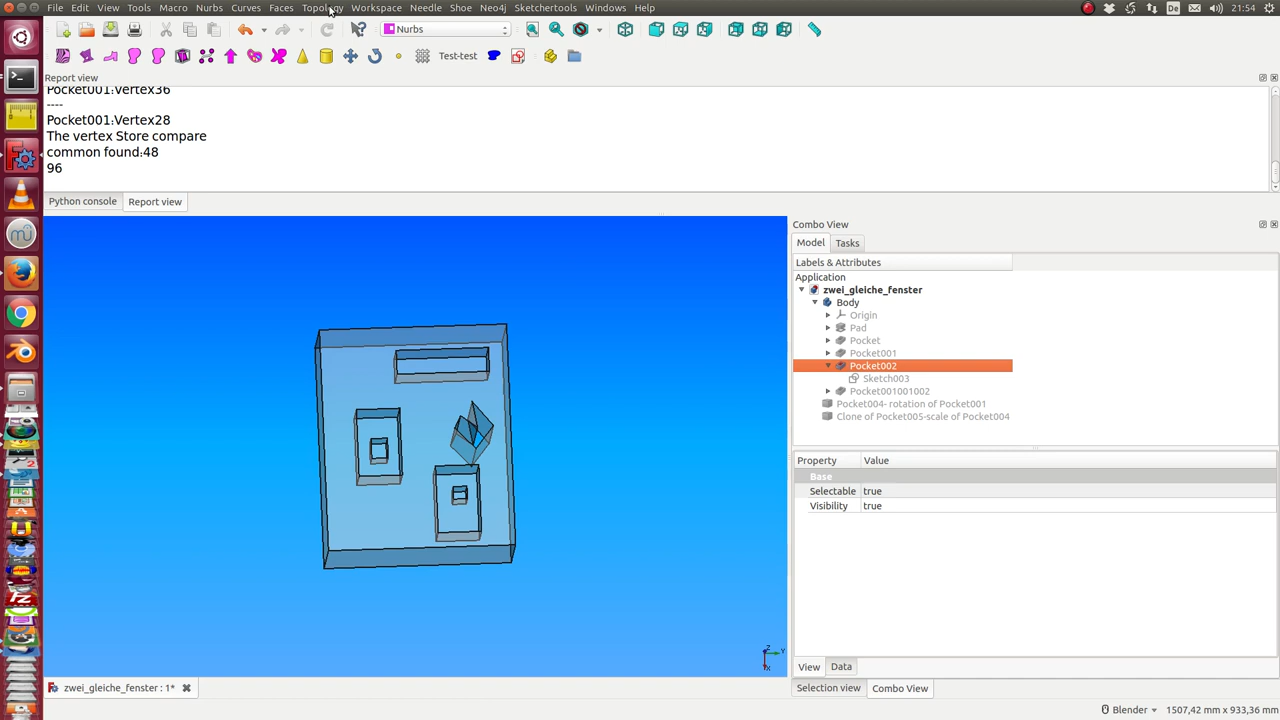 File Edit View Tools Macro Nurbs Curves Faces Topology Workspace Needle Shoe Neo4j Sketchertools Windows Help De 21:54
Nurbs
Test-test
Report view
Pocket001:Vertex36
----
Pocket001:Vertex28
The vertex Store compare
common found:48
96
Python console Report view
Combo View
Model Tasks
Labels & Attributes
Application
zwei_gleiche_fenster
Body
Origin
Pad
Pocket
Pocket001
Pocket002
Sketch003
Pocket001001002
Pocket004- rotation of Pocket001
Clone of Pocket005-scale of Pocket004
Property Value
Base
Selectable true
Visibility true
Z
Y
X
View Data
zwei_gleiche_fenster : 1*
Selection view Combo View
Blender 1507,42 mm x 933,36 mm